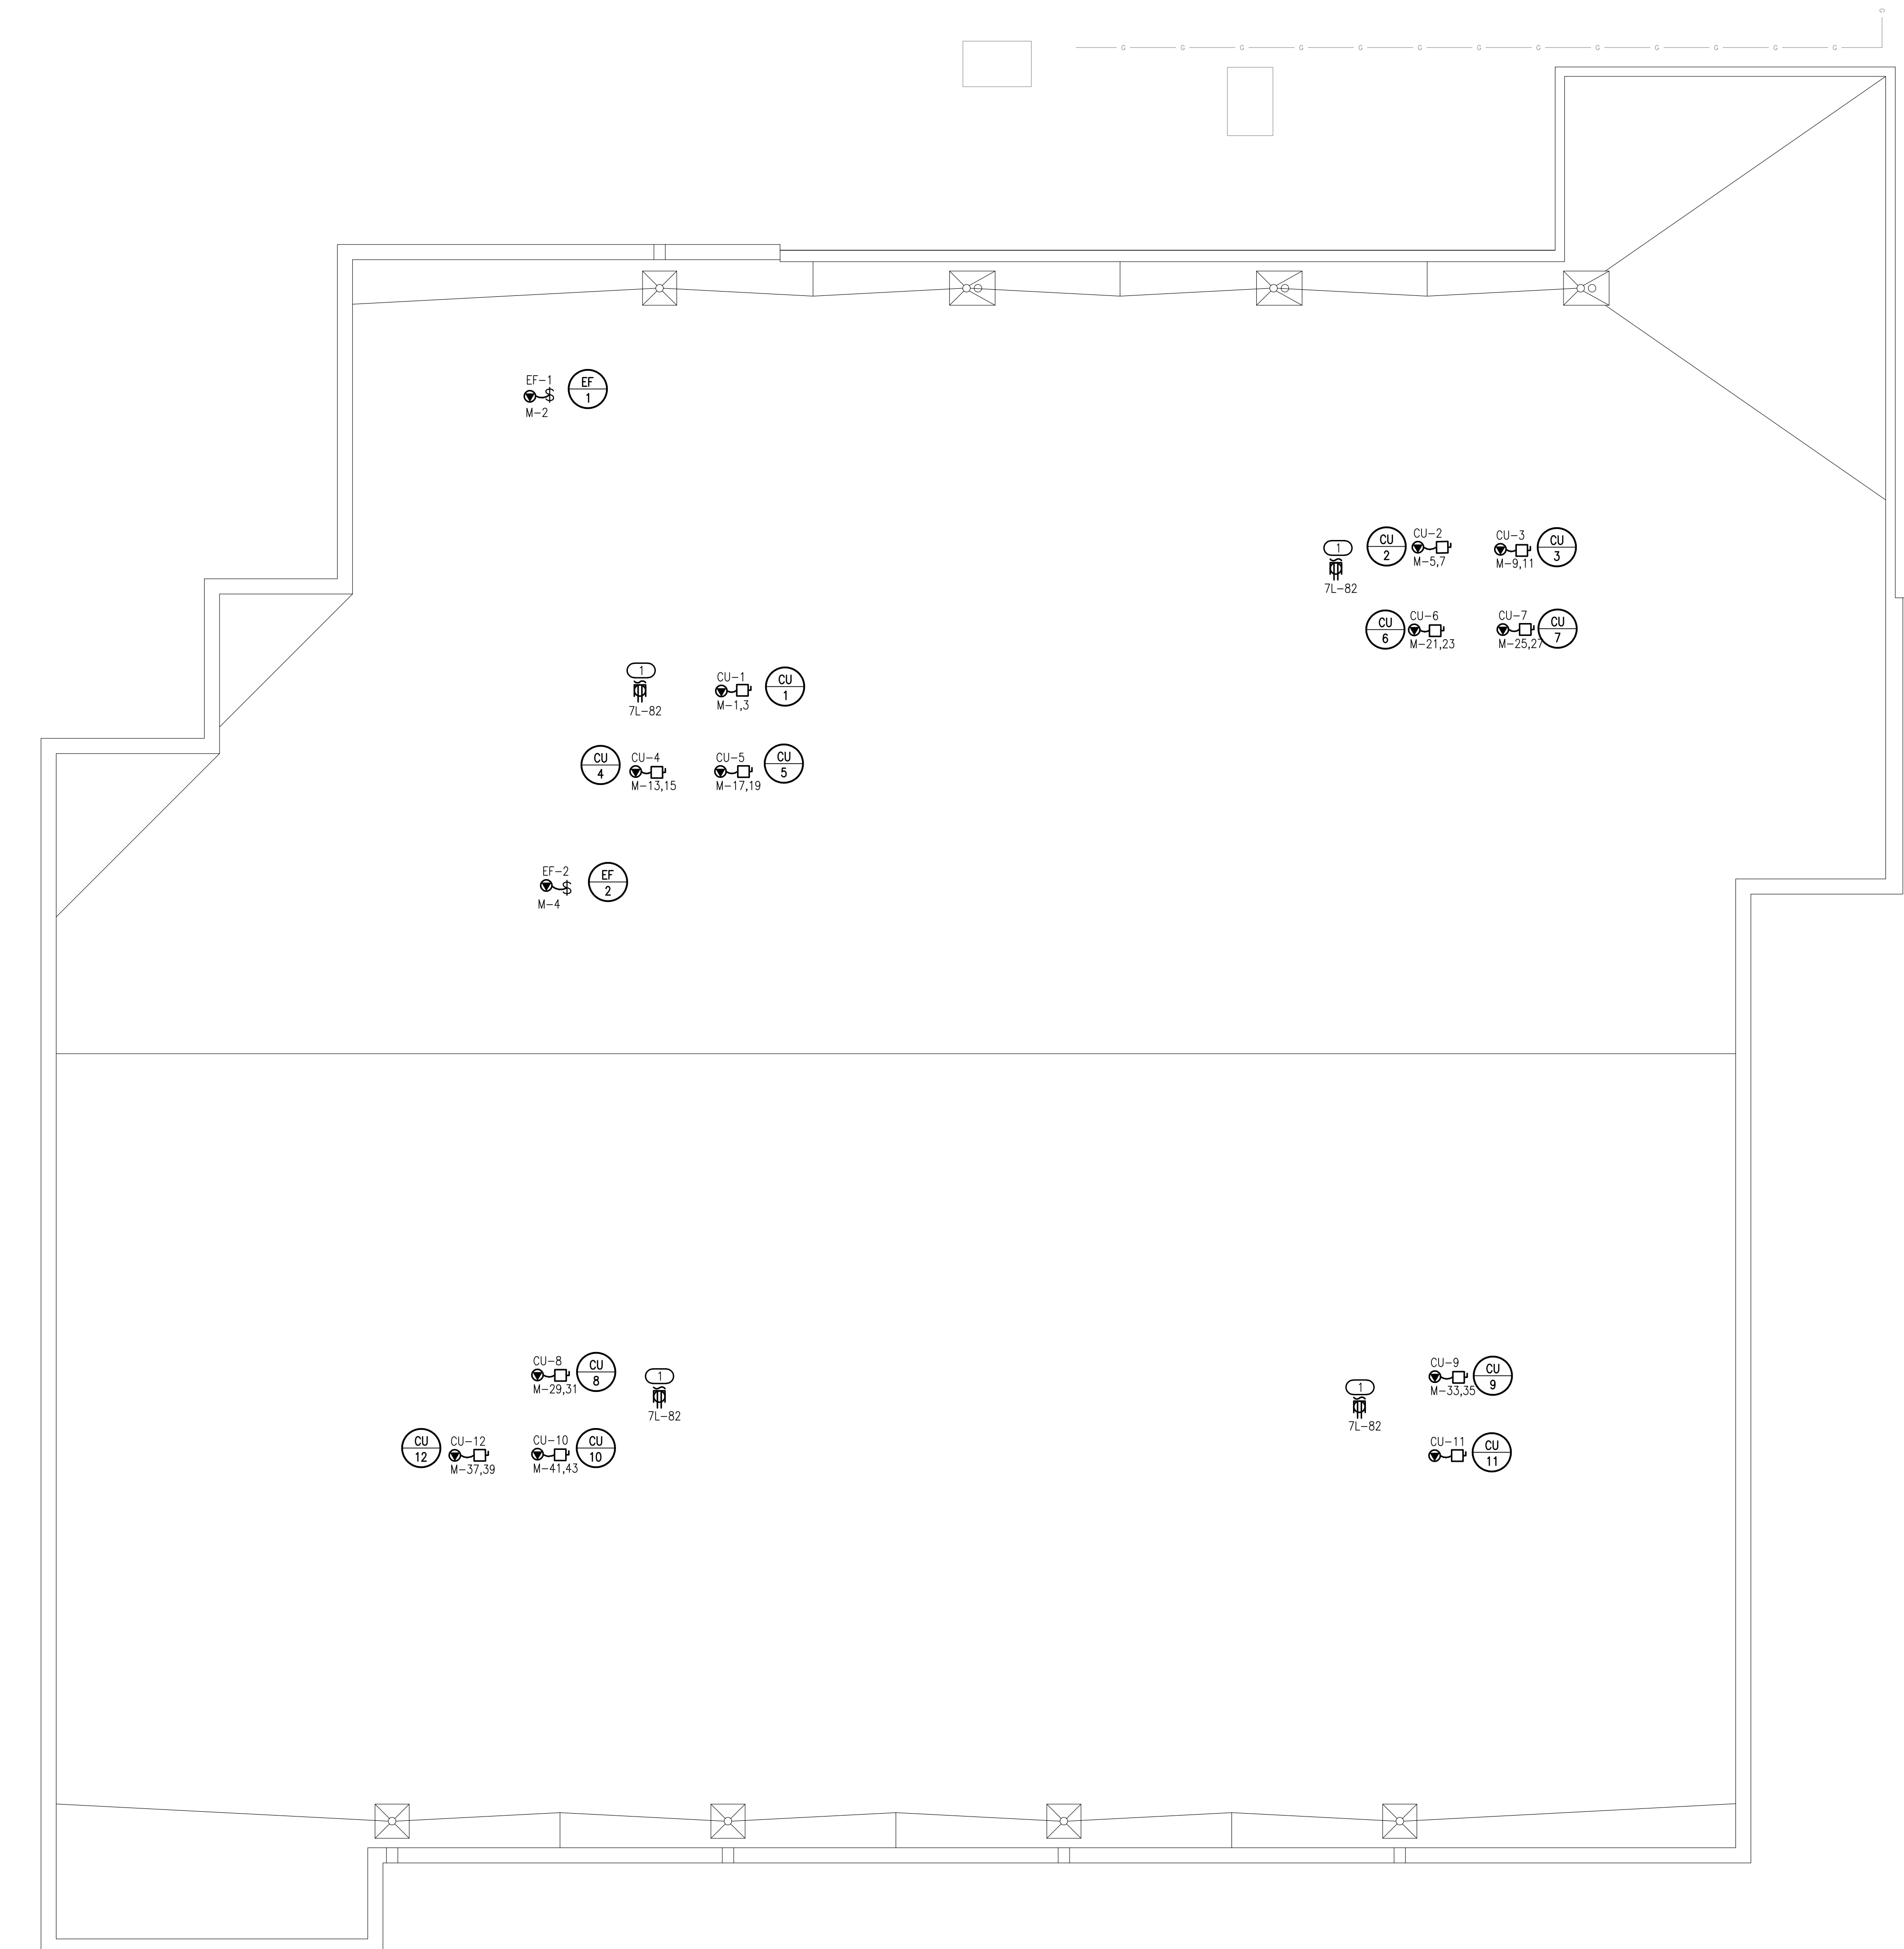 G
G G G G G G G G G G G G G
EF-1
M-2
EF
1
CU-2
M-5,7
CU
2
CU-3
M-9,11
CU
3
1
7L-82
CU-6
M-21,23
CU
6
CU-7
M-25,27
CU
7
1
7L-82
CU-1
M-1,3
CU
1
CU
4
CU-4
M-13,15
CU-5
M-17,19
CU
5
EF-2
M-4
EF
2
CU-8
M-29,31
CU
8
1
7L-82
1
7L-82
CU-9
M-33,35
CU
9
CU
12
CU-12
M-37,39
CU-10
M-41,43
CU
10
CU-11
CU
11